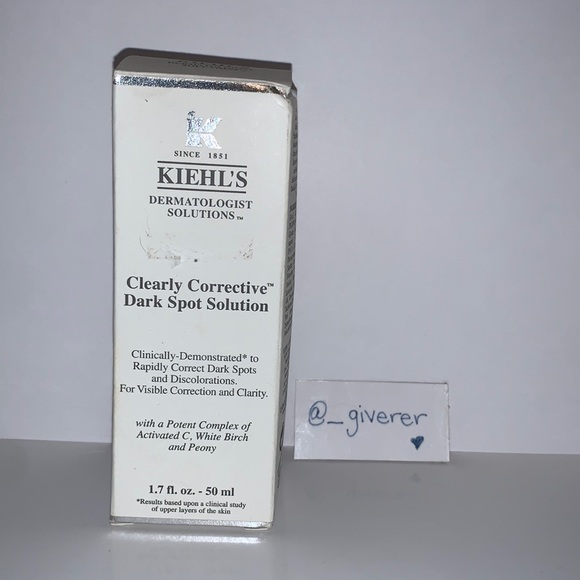 SINCE 1851
KIEHL'S
DERMATOLOGIST
SOLUTIONS™
Clearly Corrective™
Dark Spot Solution
Clinically-Demonstrated* to
Rapidly Correct Dark Spots
and Discolorations.
For Visible Correction and Clarity.
with a Potent Complex of
Activated C, White Birch
and Peony
1.7 fl. oz. - 50 ml
*Results based upon a clinical study
of upper layers of the skin
@_giverer